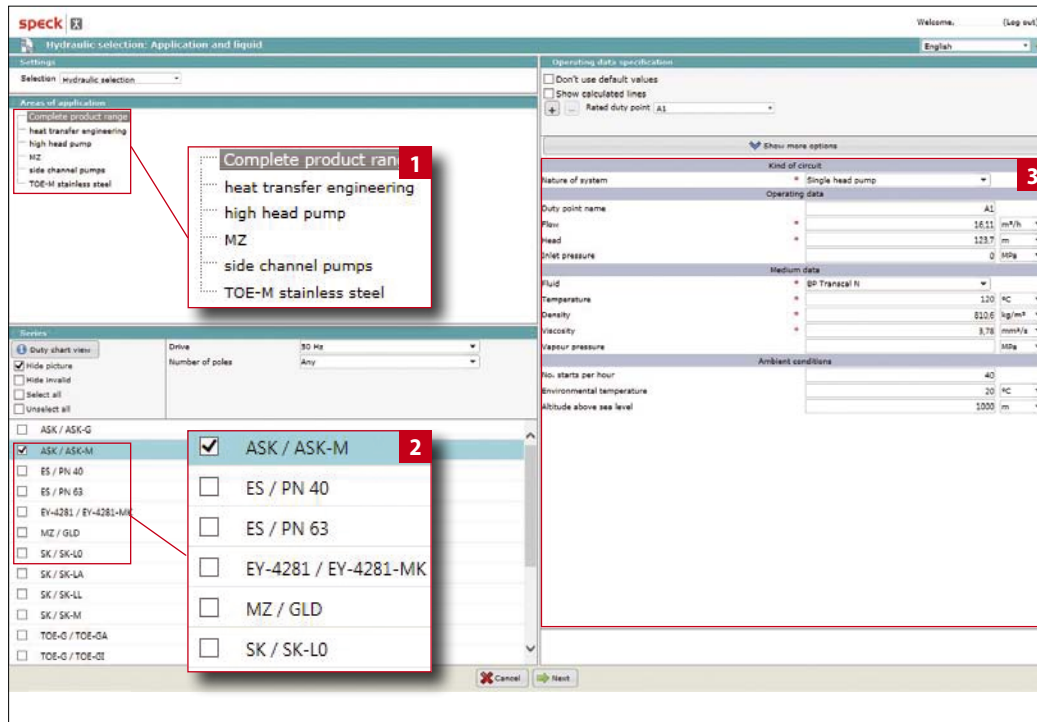 speck
Welcome, (Log out)
Hydraulic selection: Application and liquid
English
Settings
Selection Hydraulic selection
Areas of application
Complete product range
heat transfer engineering
high head pump
MZ
side channel pumps
TOE-M stainless steel
1
Complete product ran
heat transfer engineering
high head pump
MZ
side channel pumps
TOE-M stainless steel
Series
Duty chart view
Hide picture
Hide invalid
Select all
Unselect all
Drive 50 Hz
Number of poles Any
ASK / ASK-G
ASK / ASK-M
ES / PN 40
ES / PN 63
EY-4281 / EY-4281-MK
MZ / GLD
SK / SK-L0
SK / SK-LA
SK / SK-LL
SK / SK-M
TOE-G / TOE-GA
TOE-G / TOE-GI
2
ASK / ASK-M
ES / PN 40
ES / PN 63
EY-4281 / EY-4281-MK
MZ / GLD
SK / SK-L0
Operating data specification
Don't use default values
Show calculated lines
+ ... Rated duty point A1
Show more options
3
Kind of circuit
Nature of system * Single head pump
Operating data
Duty point name A1
Flow * 16,11 m³/h
Head * 123,7 m
Inlet pressure 0 MPa
Medium data
Fluid * BP Transcal N
Temperature * 120 °C
Density * 810,6 kg/m³
Viscosity * 3,78 mm²/s
Vapour pressure MPa
Ambient conditions
No. starts per hour 40
Environmental temperature 20 °C
Altitude above sea level 1000 m
Cancel Next